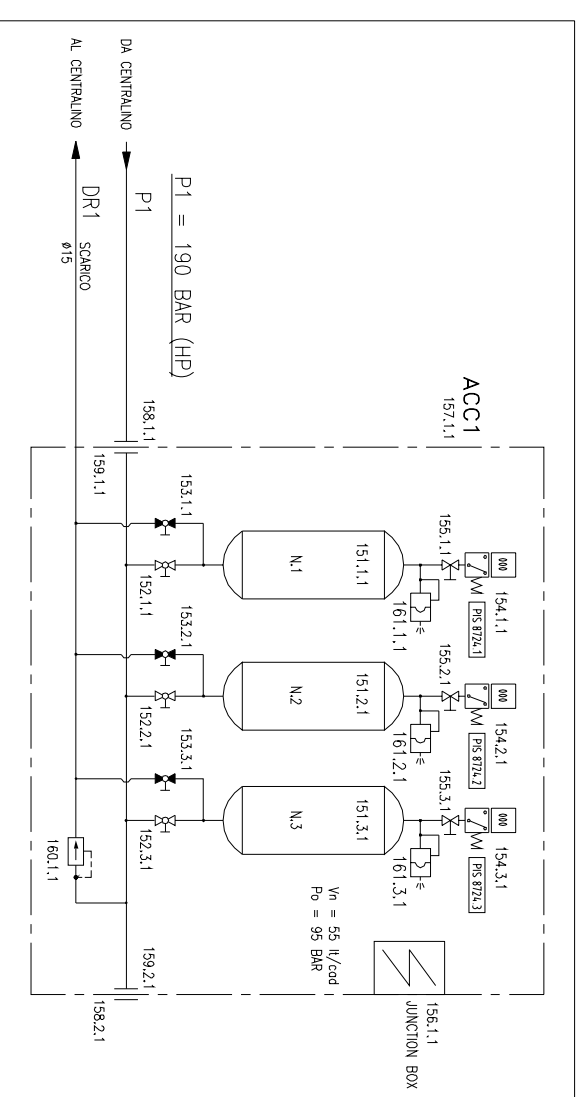 DA CENTRALINO
AL CENTRALINO
P1
DR1
SCARICO
ø15
P1 = 190 BAR (HP)
158.1.1
159.1.1
ACC1
157.1.1
153.1.1
152.1.1
N.1
151.1.1
155.1.1
161.1.1
000
154.1.1
PIS 8724.1
153.2.1
152.2.1
N.2
151.2.1
155.2.1
161.2.1
000
154.2.1
PIS 8724.2
153.3.1
152.3.1
N.3
151.3.1
155.3.1
161.3.1
000
154.3.1
PIS 8724.3
160.1.1
Vn = 55 lt/cad
Po = 95 BAR
156.1.1
JUNCTION BOX
159.2.1
158.2.1